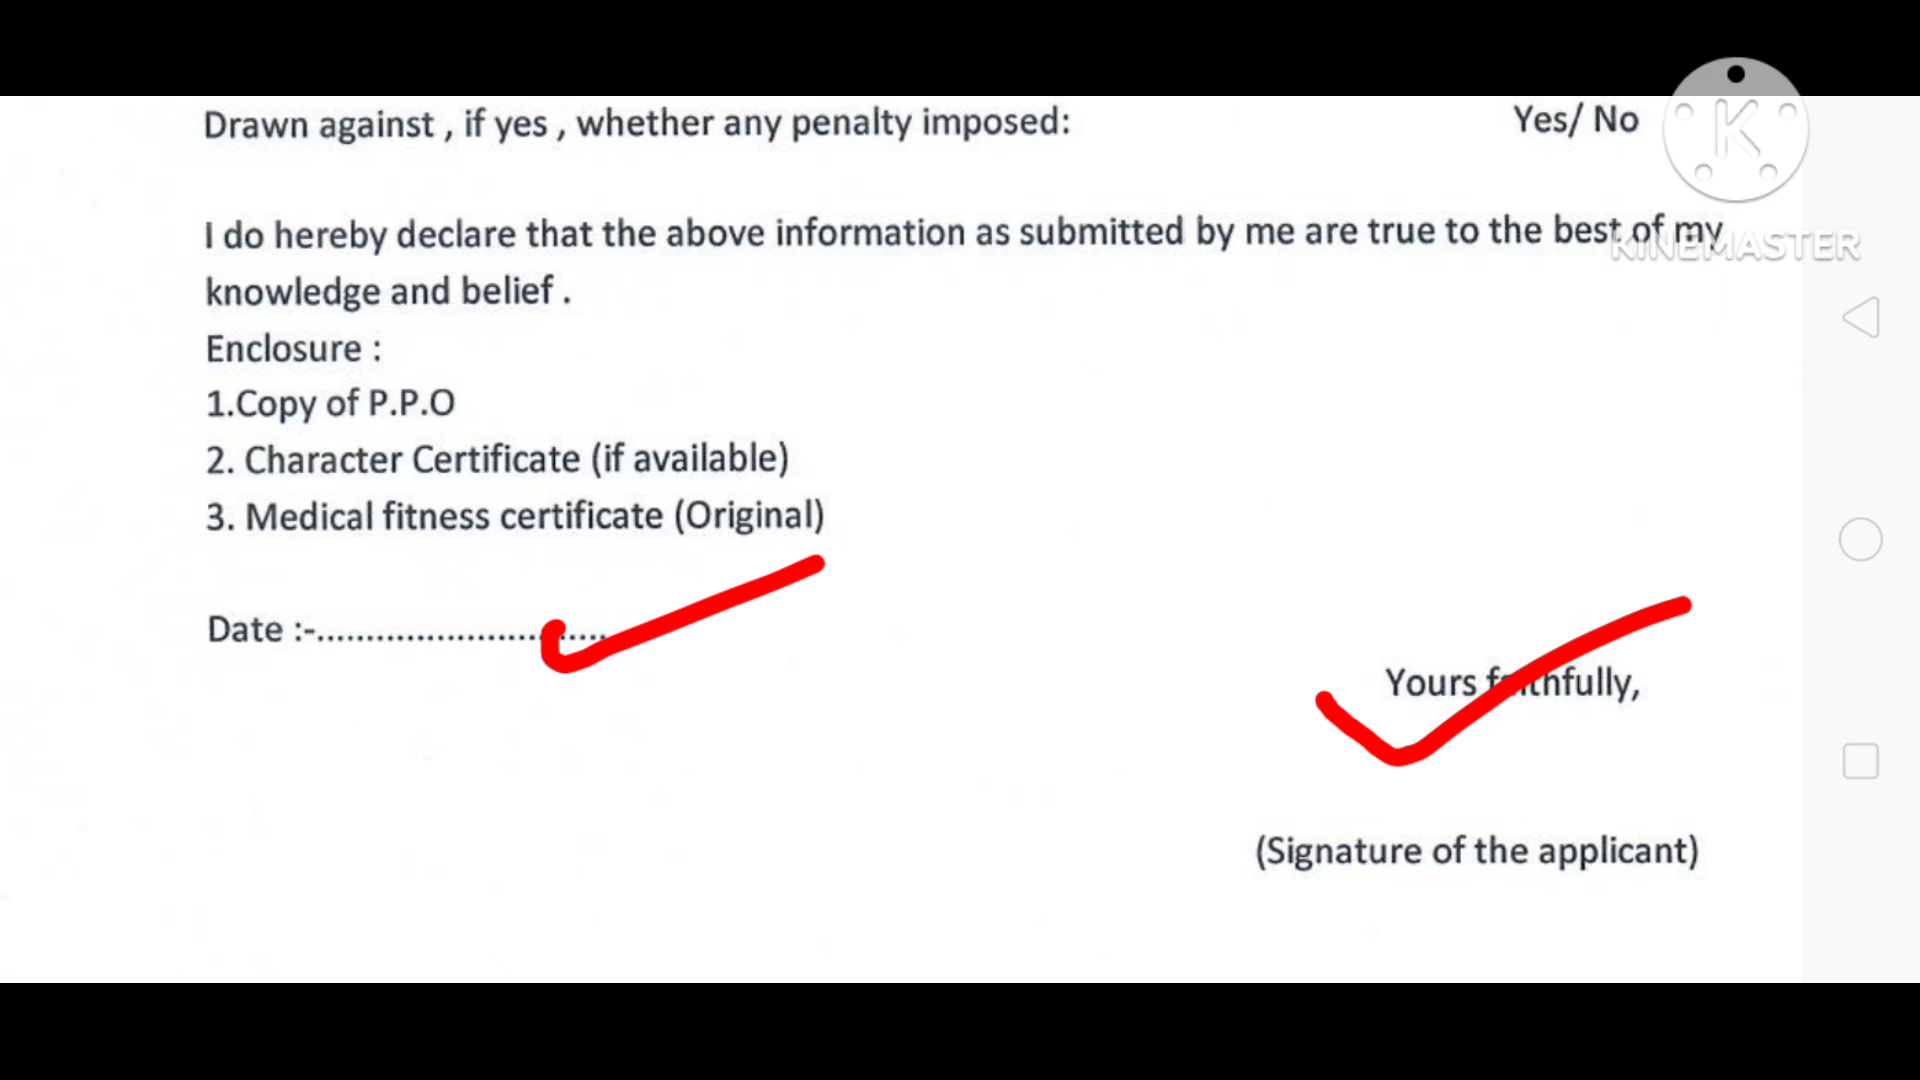 Drawn against , if yes , whether any penalty imposed: Yes/ No
I do hereby declare that the above information as submitted by me are true to the best of my
knowledge and belief .
Enclosure :
1.Copy of P.P.O
2. Character Certificate (if available)
3. Medical fitness certificate (Original)
Date :-.............................
Yours faithfully,
(Signature of the applicant)
K
KINEMASTER